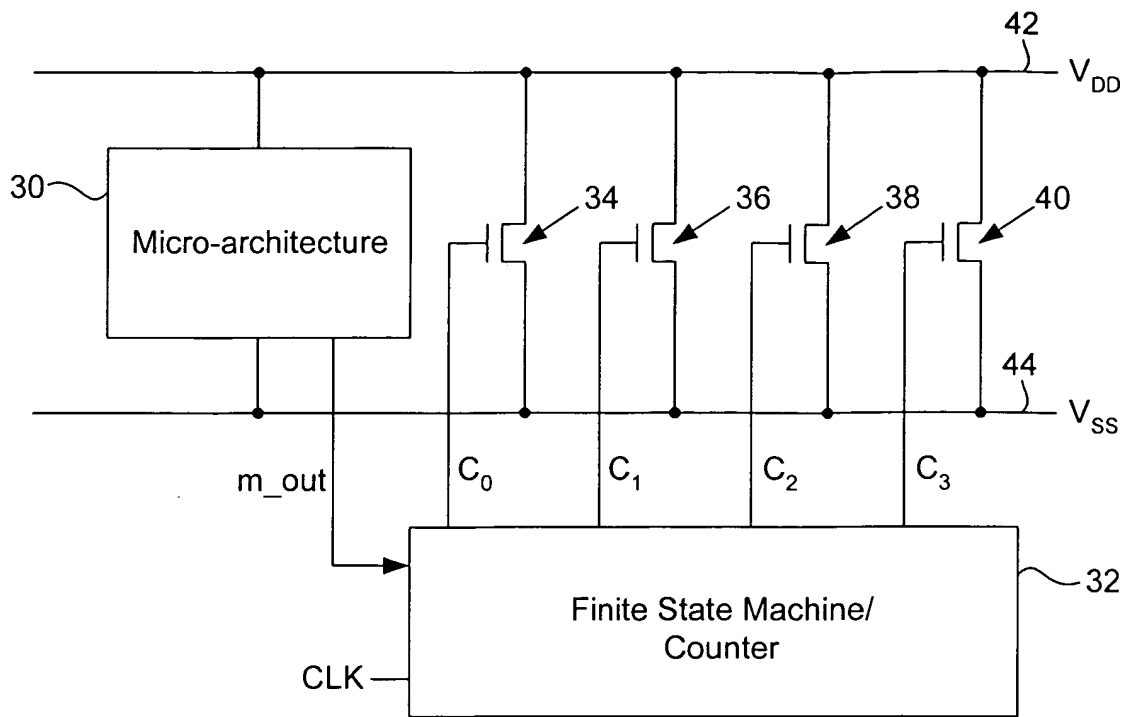 42
V_DD
30
Micro-architecture
34
36
38
40
44
V_SS
m_out
C_0
C_1
C_2
C_3
Finite State Machine/
Counter
32
CLK